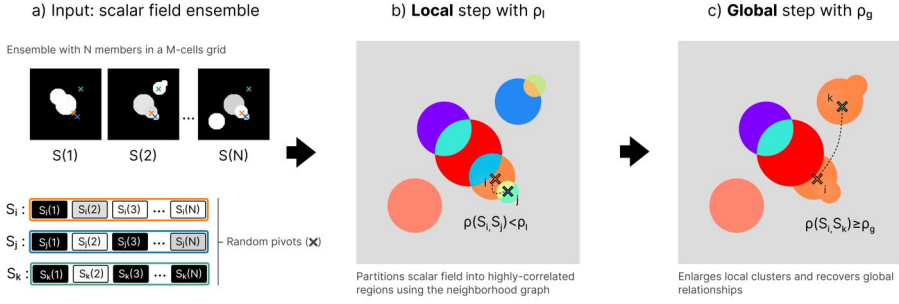 a) Input: scalar field ensemble
Ensemble with N members in a M-cells grid
...
S(1) S(2) S(N)
Sᵢ : Sᵢ(1) Sᵢ(2) Sᵢ(3) ... Sᵢ(N)
Sⱼ : Sⱼ(1) Sⱼ(2) Sⱼ(3) ... Sⱼ(N)
Sₖ : Sₖ(1) Sₖ(2) Sₖ(3) ... Sₖ(N)
Random pivots (✖)
b) Local step with ρₗ
i
j
ρ(Sᵢ,Sⱼ)<ρₗ
Partitions scalar field into highly-correlated
regions using the neighborhood graph
c) Global step with ρg
k
i
ρ(Sᵢ,Sₖ)≥ρg
Enlarges local clusters and recovers global
relationships